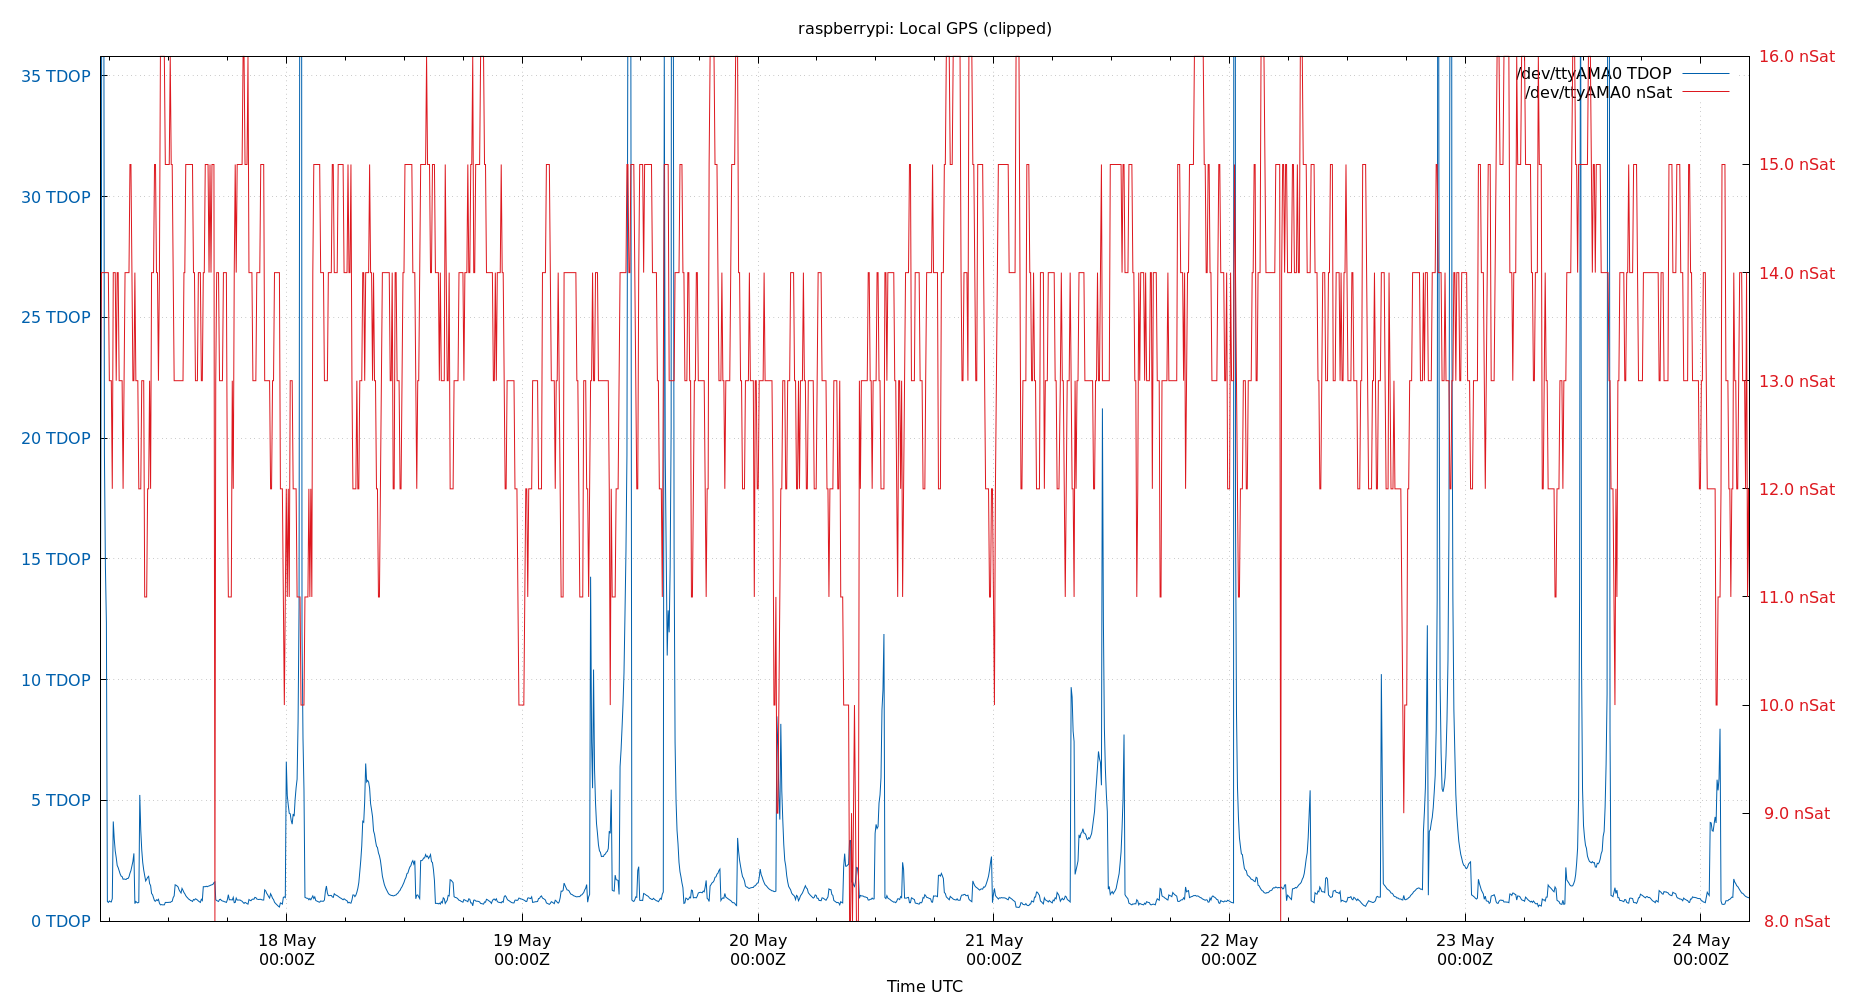 raspberrypi: Local GPS (clipped)
35 TDOP
30 TDOP
25 TDOP
20 TDOP
15 TDOP
10 TDOP
5 TDOP
0 TDOP
16.0 nSat
15.0 nSat
14.0 nSat
13.0 nSat
12.0 nSat
11.0 nSat
10.0 nSat
9.0 nSat
8.0 nSat
/dev/ttyAMA0 TDOP
/dev/ttyAMA0 nSat
18 May
00:00Z
19 May
00:00Z
20 May
00:00Z
21 May
00:00Z
22 May
00:00Z
23 May
00:00Z
24 May
00:00Z
Time UTC